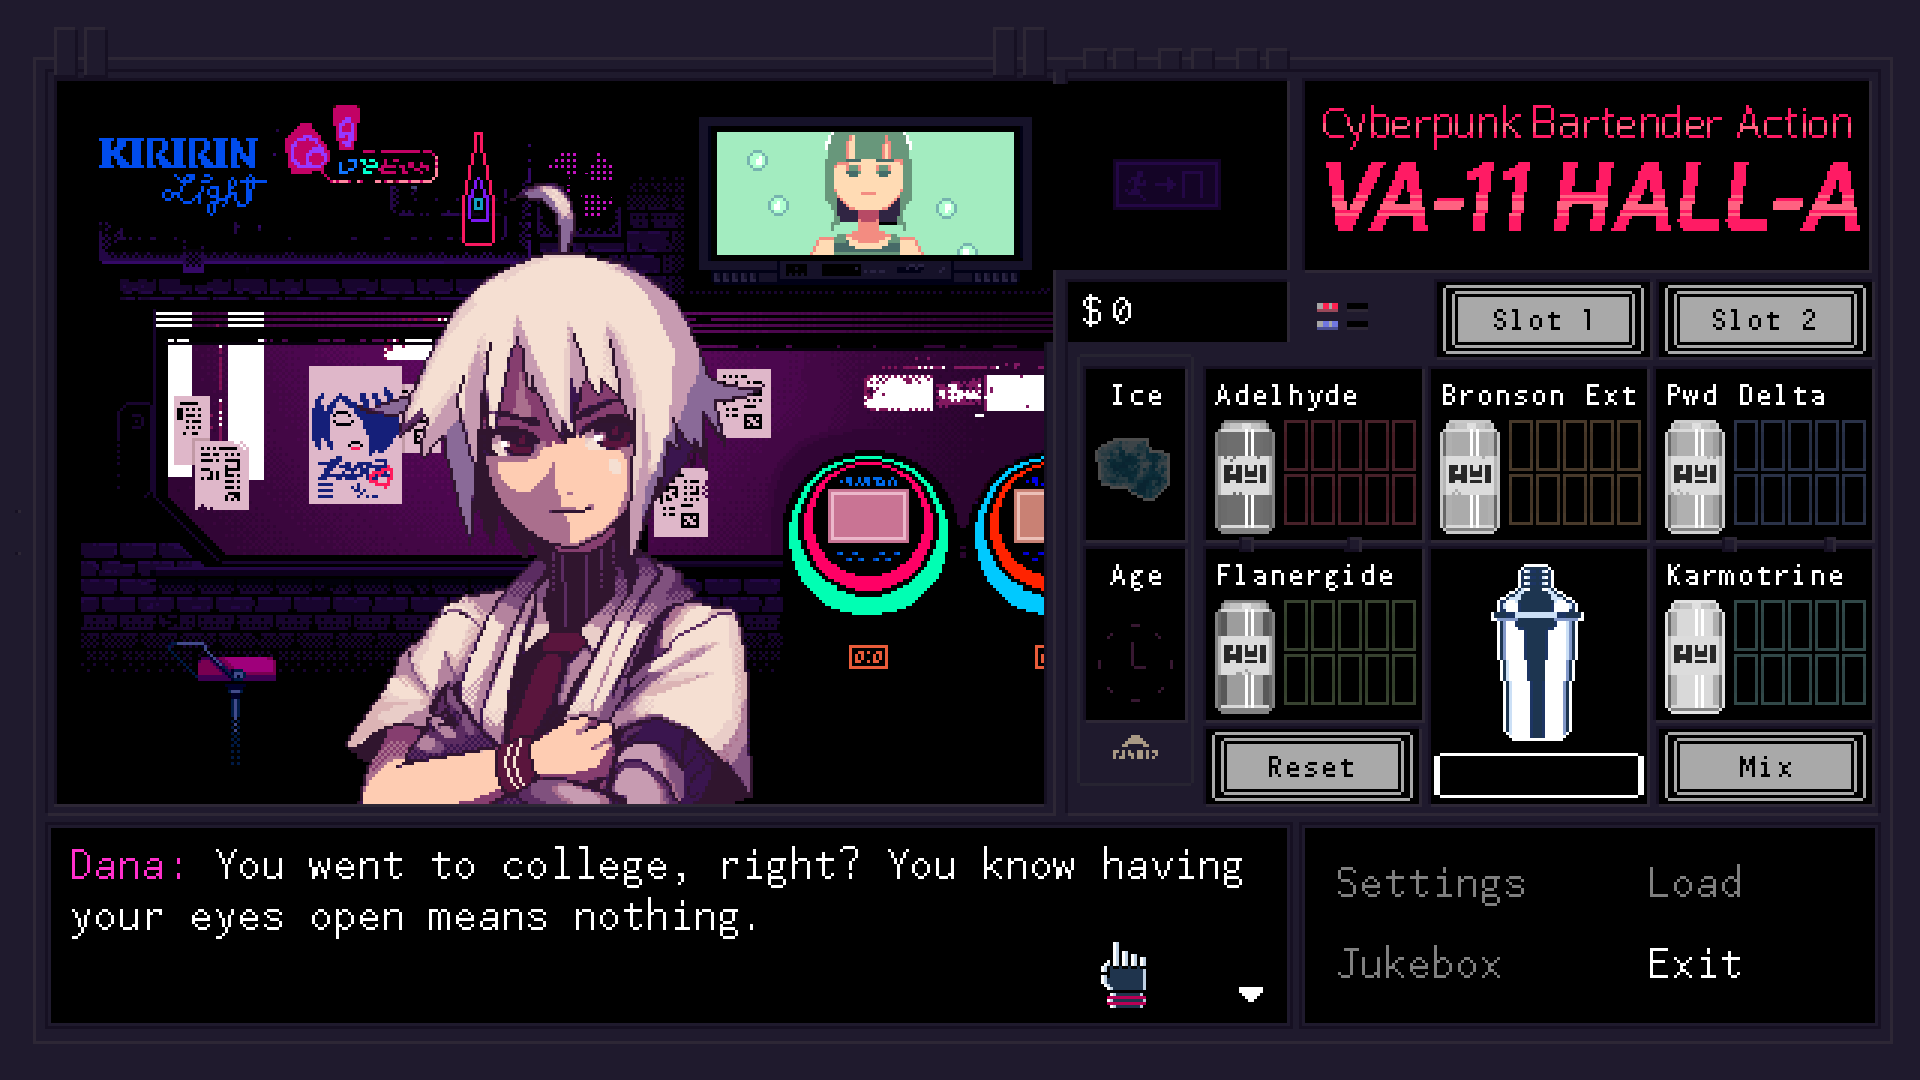 KIRIRIN
Light
Cyberpunk Bartender Action
VA-11 HALL-A
$0
Slot 1
Slot 2
Ice
Adelhyde
Bronson Ext
Pwd Delta
Age
Flanergide
Karmotrine
0:0
Reset
Mix
Dana: You went to college, right? You know having
your eyes open means nothing.
Settings
Load
Jukebox
Exit